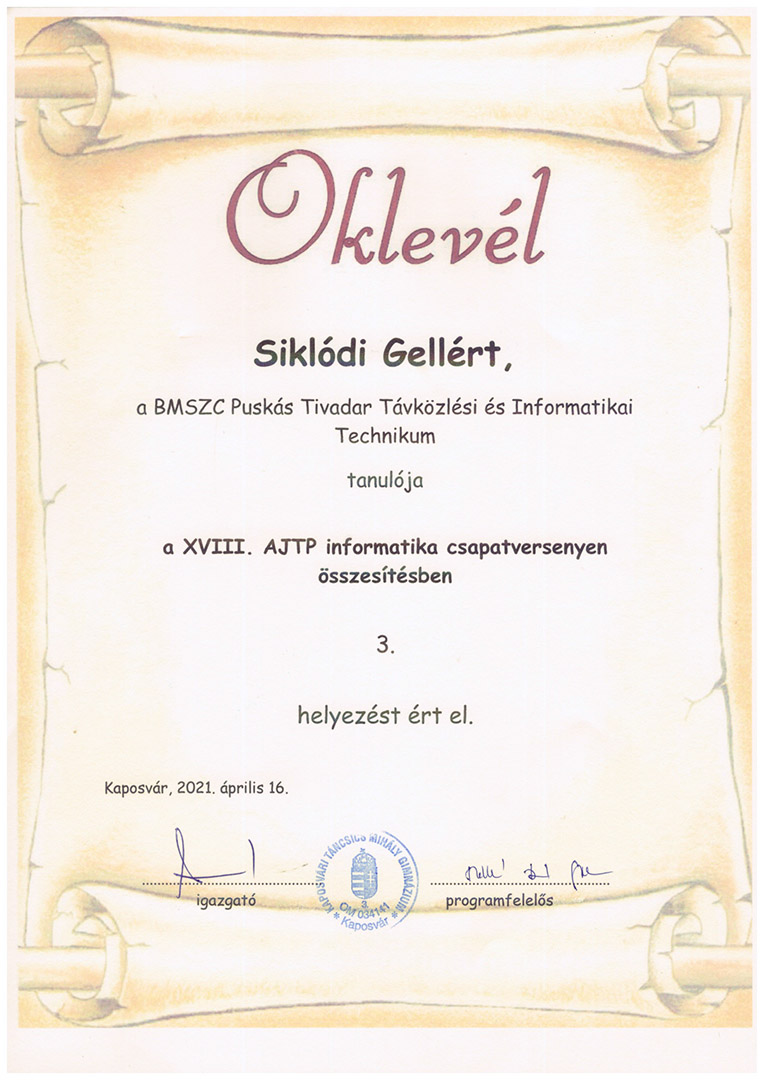 Oklevél
Siklódi Gellért,
a BMSZC Puskás Tivadar Távközlési és Informatikai
Technikum
tanulója
a XVIII. AJTP informatika csapatversenyen
összesítésben
3.
helyezést ért el.
Kaposvár, 2021. április 16.
igazgató
programfelelős
KAPOSVÁRI TÁNCSICS MIHÁLY GIMNÁZIUM
3.
OM 034141
* Kaposvár *